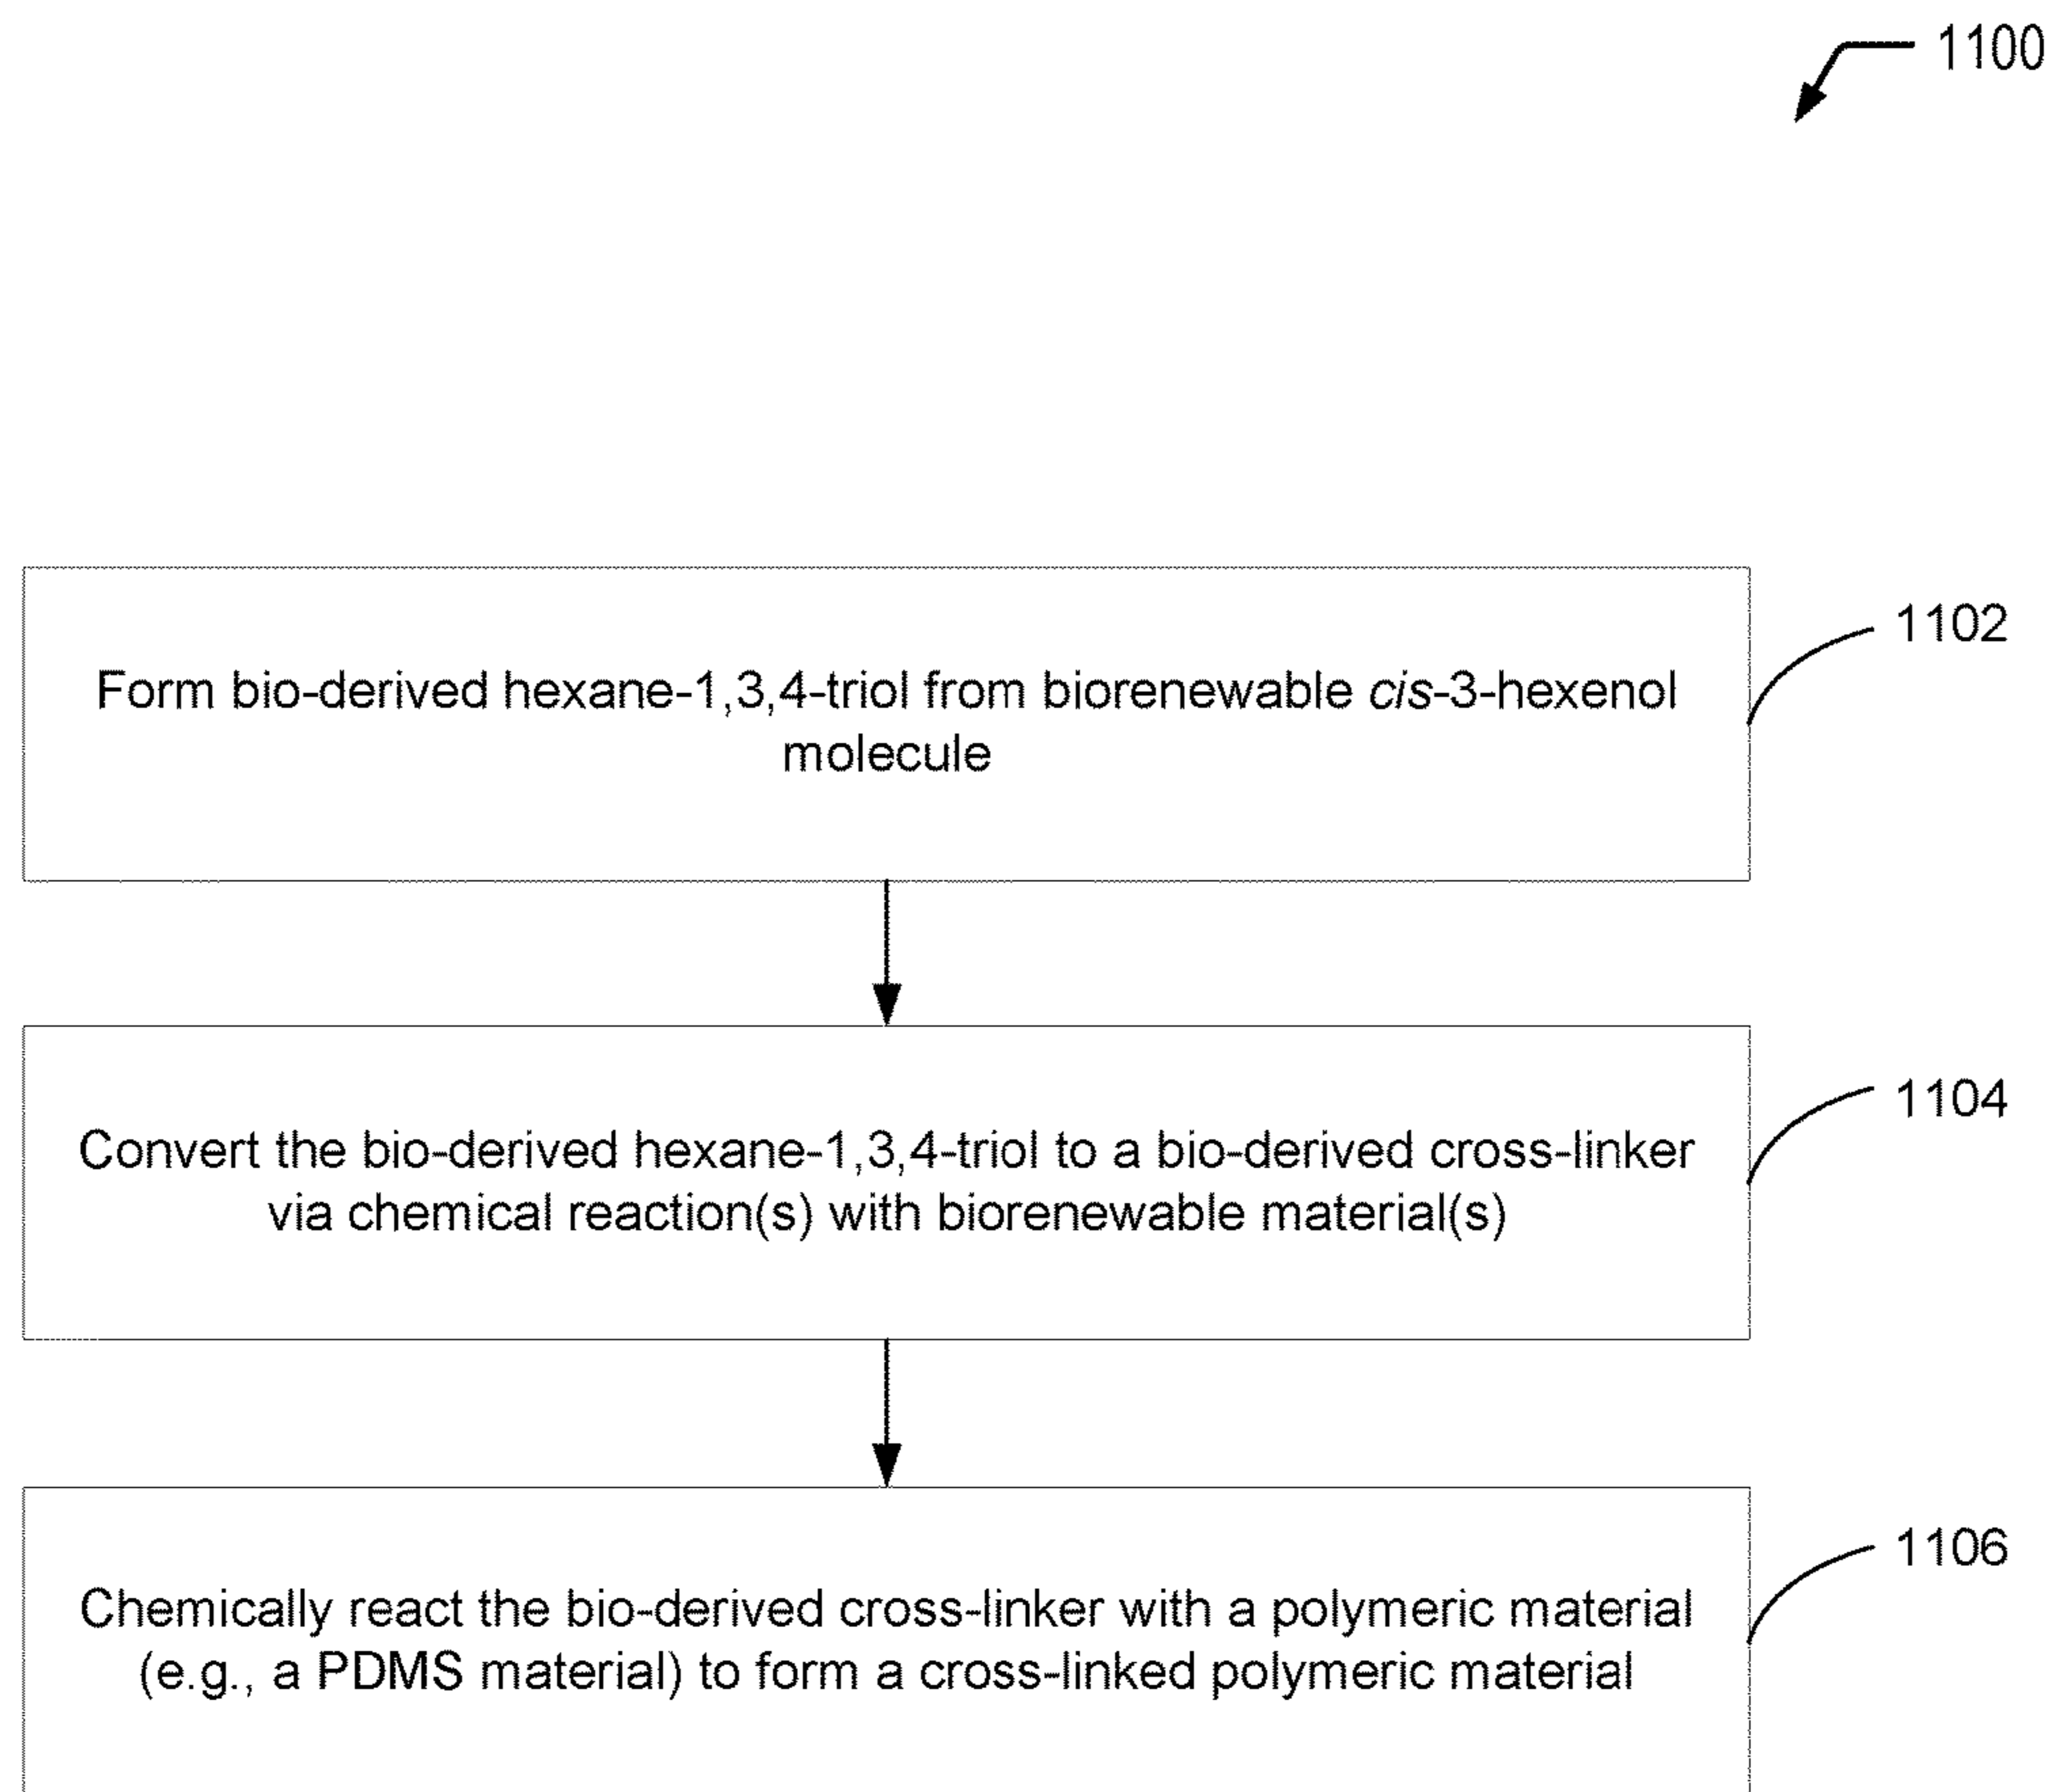 1100
Form bio-derived hexane-1,3,4-triol from biorenewable cis-3-hexenol
molecule
1102
Convert the bio-derived hexane-1,3,4-triol to a bio-derived cross-linker
via chemical reaction(s) with biorenewable material(s)
1104
Chemically react the bio-derived cross-linker with a polymeric material
(e.g., a PDMS material) to form a cross-linked polymeric material
1106